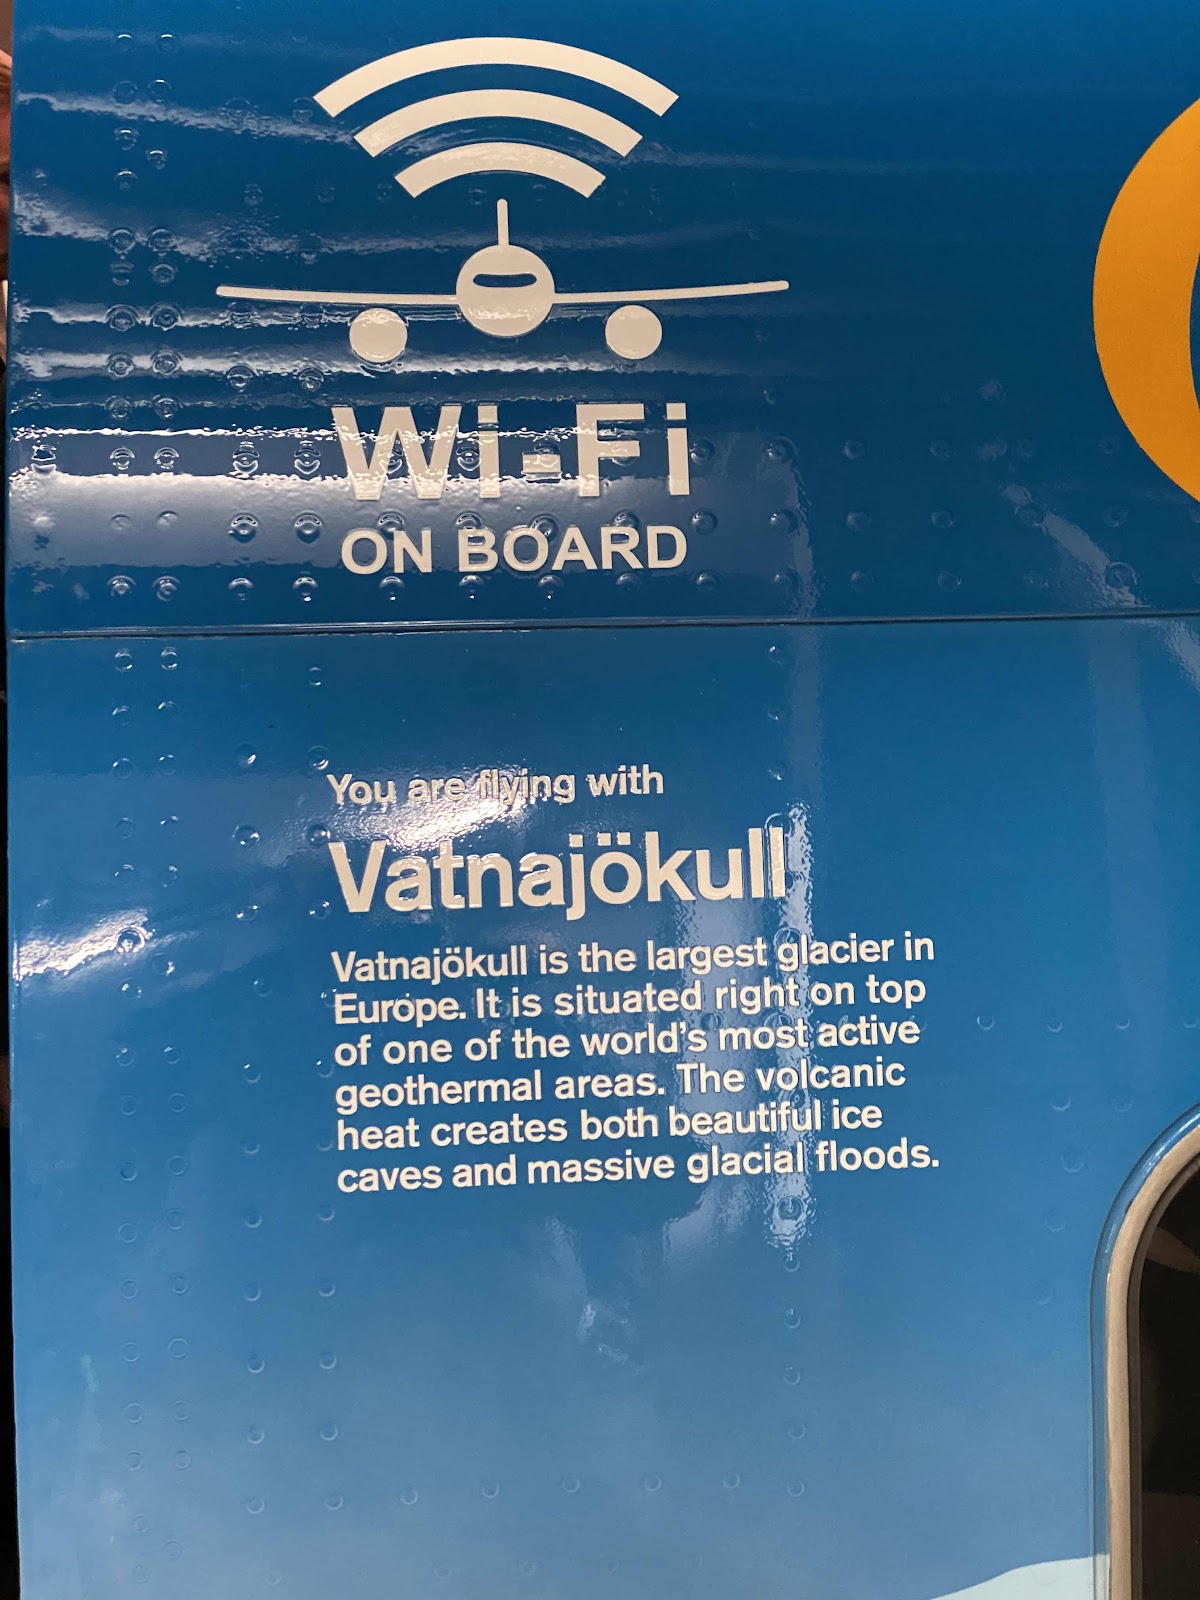 Wi-Fi
ON BOARD
You are flying with
Vatnajökull
Vatnajökull is the largest glacier in
Europe. It is situated right on top
of one of the world's most active
geothermal areas. The volcanic
heat creates both beautiful ice
caves and massive glacial floods.